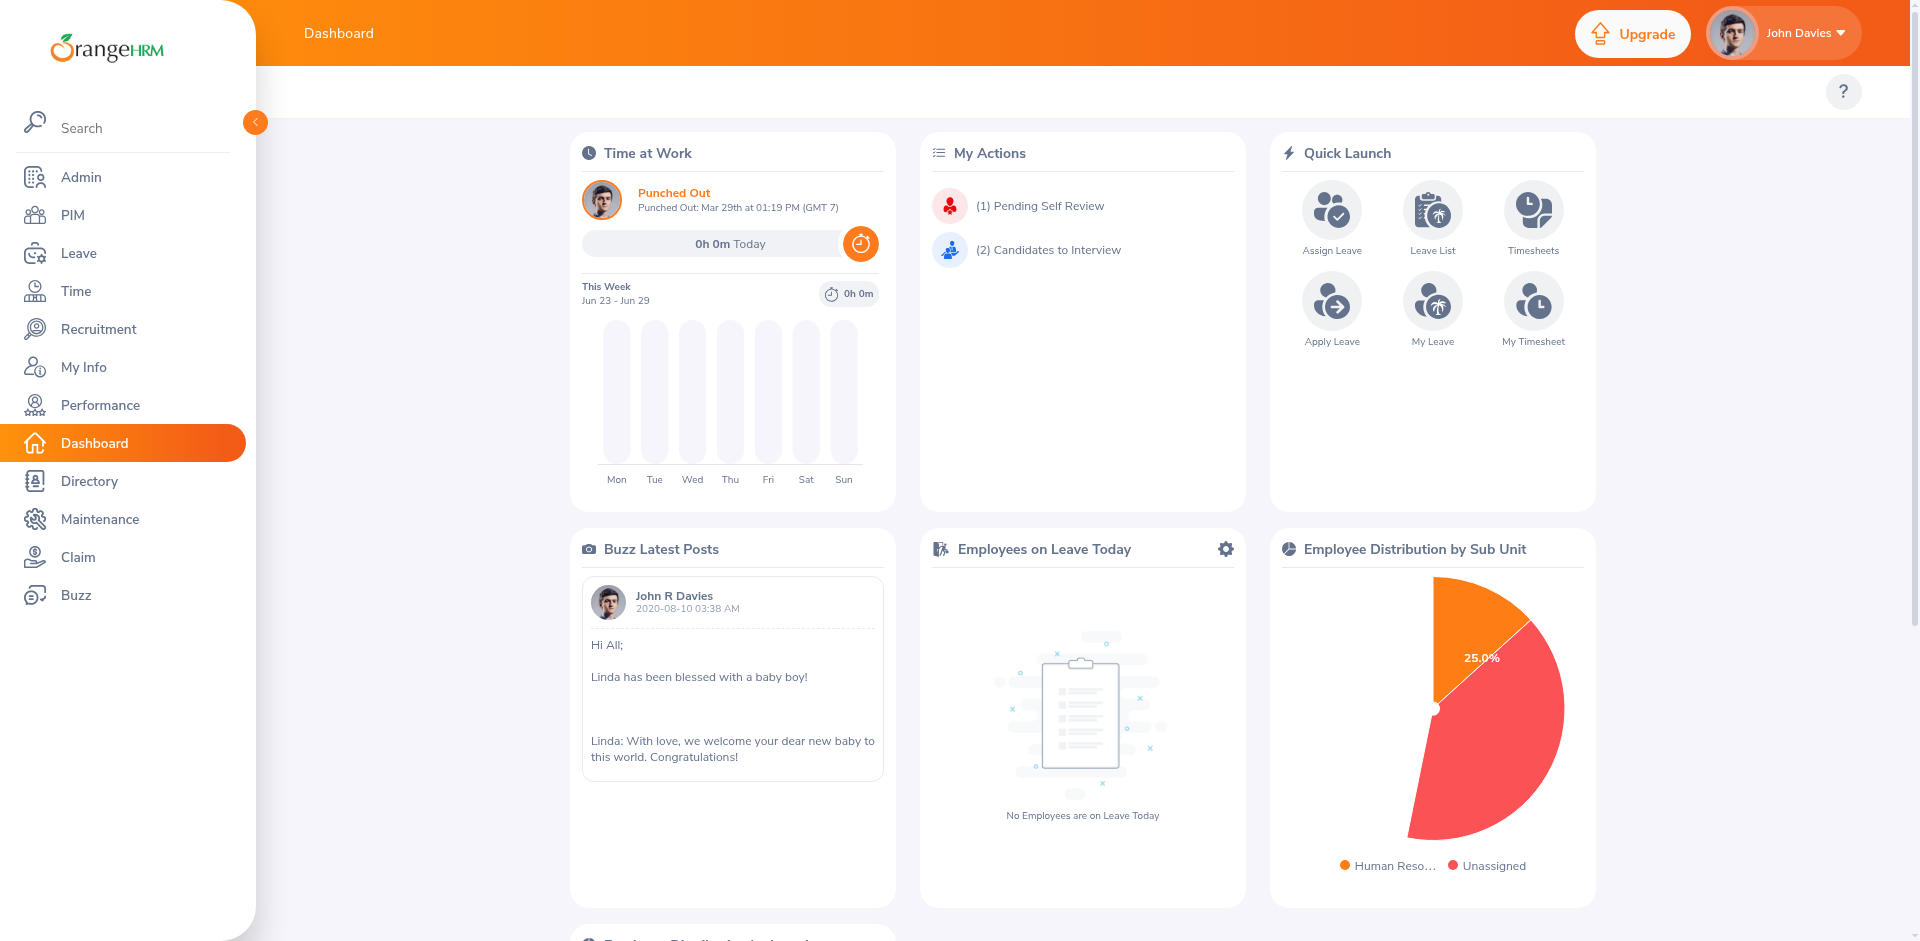 OrangeHRM
Dashboard
Upgrade
John Davies
?
Search
Admin
PIM
Leave
Time
Recruitment
My Info
Performance
Dashboard
Directory
Maintenance
Claim
Buzz
Time at Work
Punched Out
Punched Out: Mar 29th at 01:19 PM (GMT 7)
0h 0m Today
This Week
Jun 23 - Jun 29
0h 0m
Mon Tue Wed Thu Fri Sat Sun
My Actions
(1) Pending Self Review
(2) Candidates to Interview
Quick Launch
Assign Leave
Leave List
Timesheets
Apply Leave
My Leave
My Timesheet
Buzz Latest Posts
John R Davies
2020-08-10 03:38 AM
Hi All;
Linda has been blessed with a baby boy!
Linda: With love, we welcome your dear new baby to
this world. Congratulations!
Employees on Leave Today
No Employees are on Leave Today
Employee Distribution by Sub Unit
25.0%
Human Reso...
Unassigned